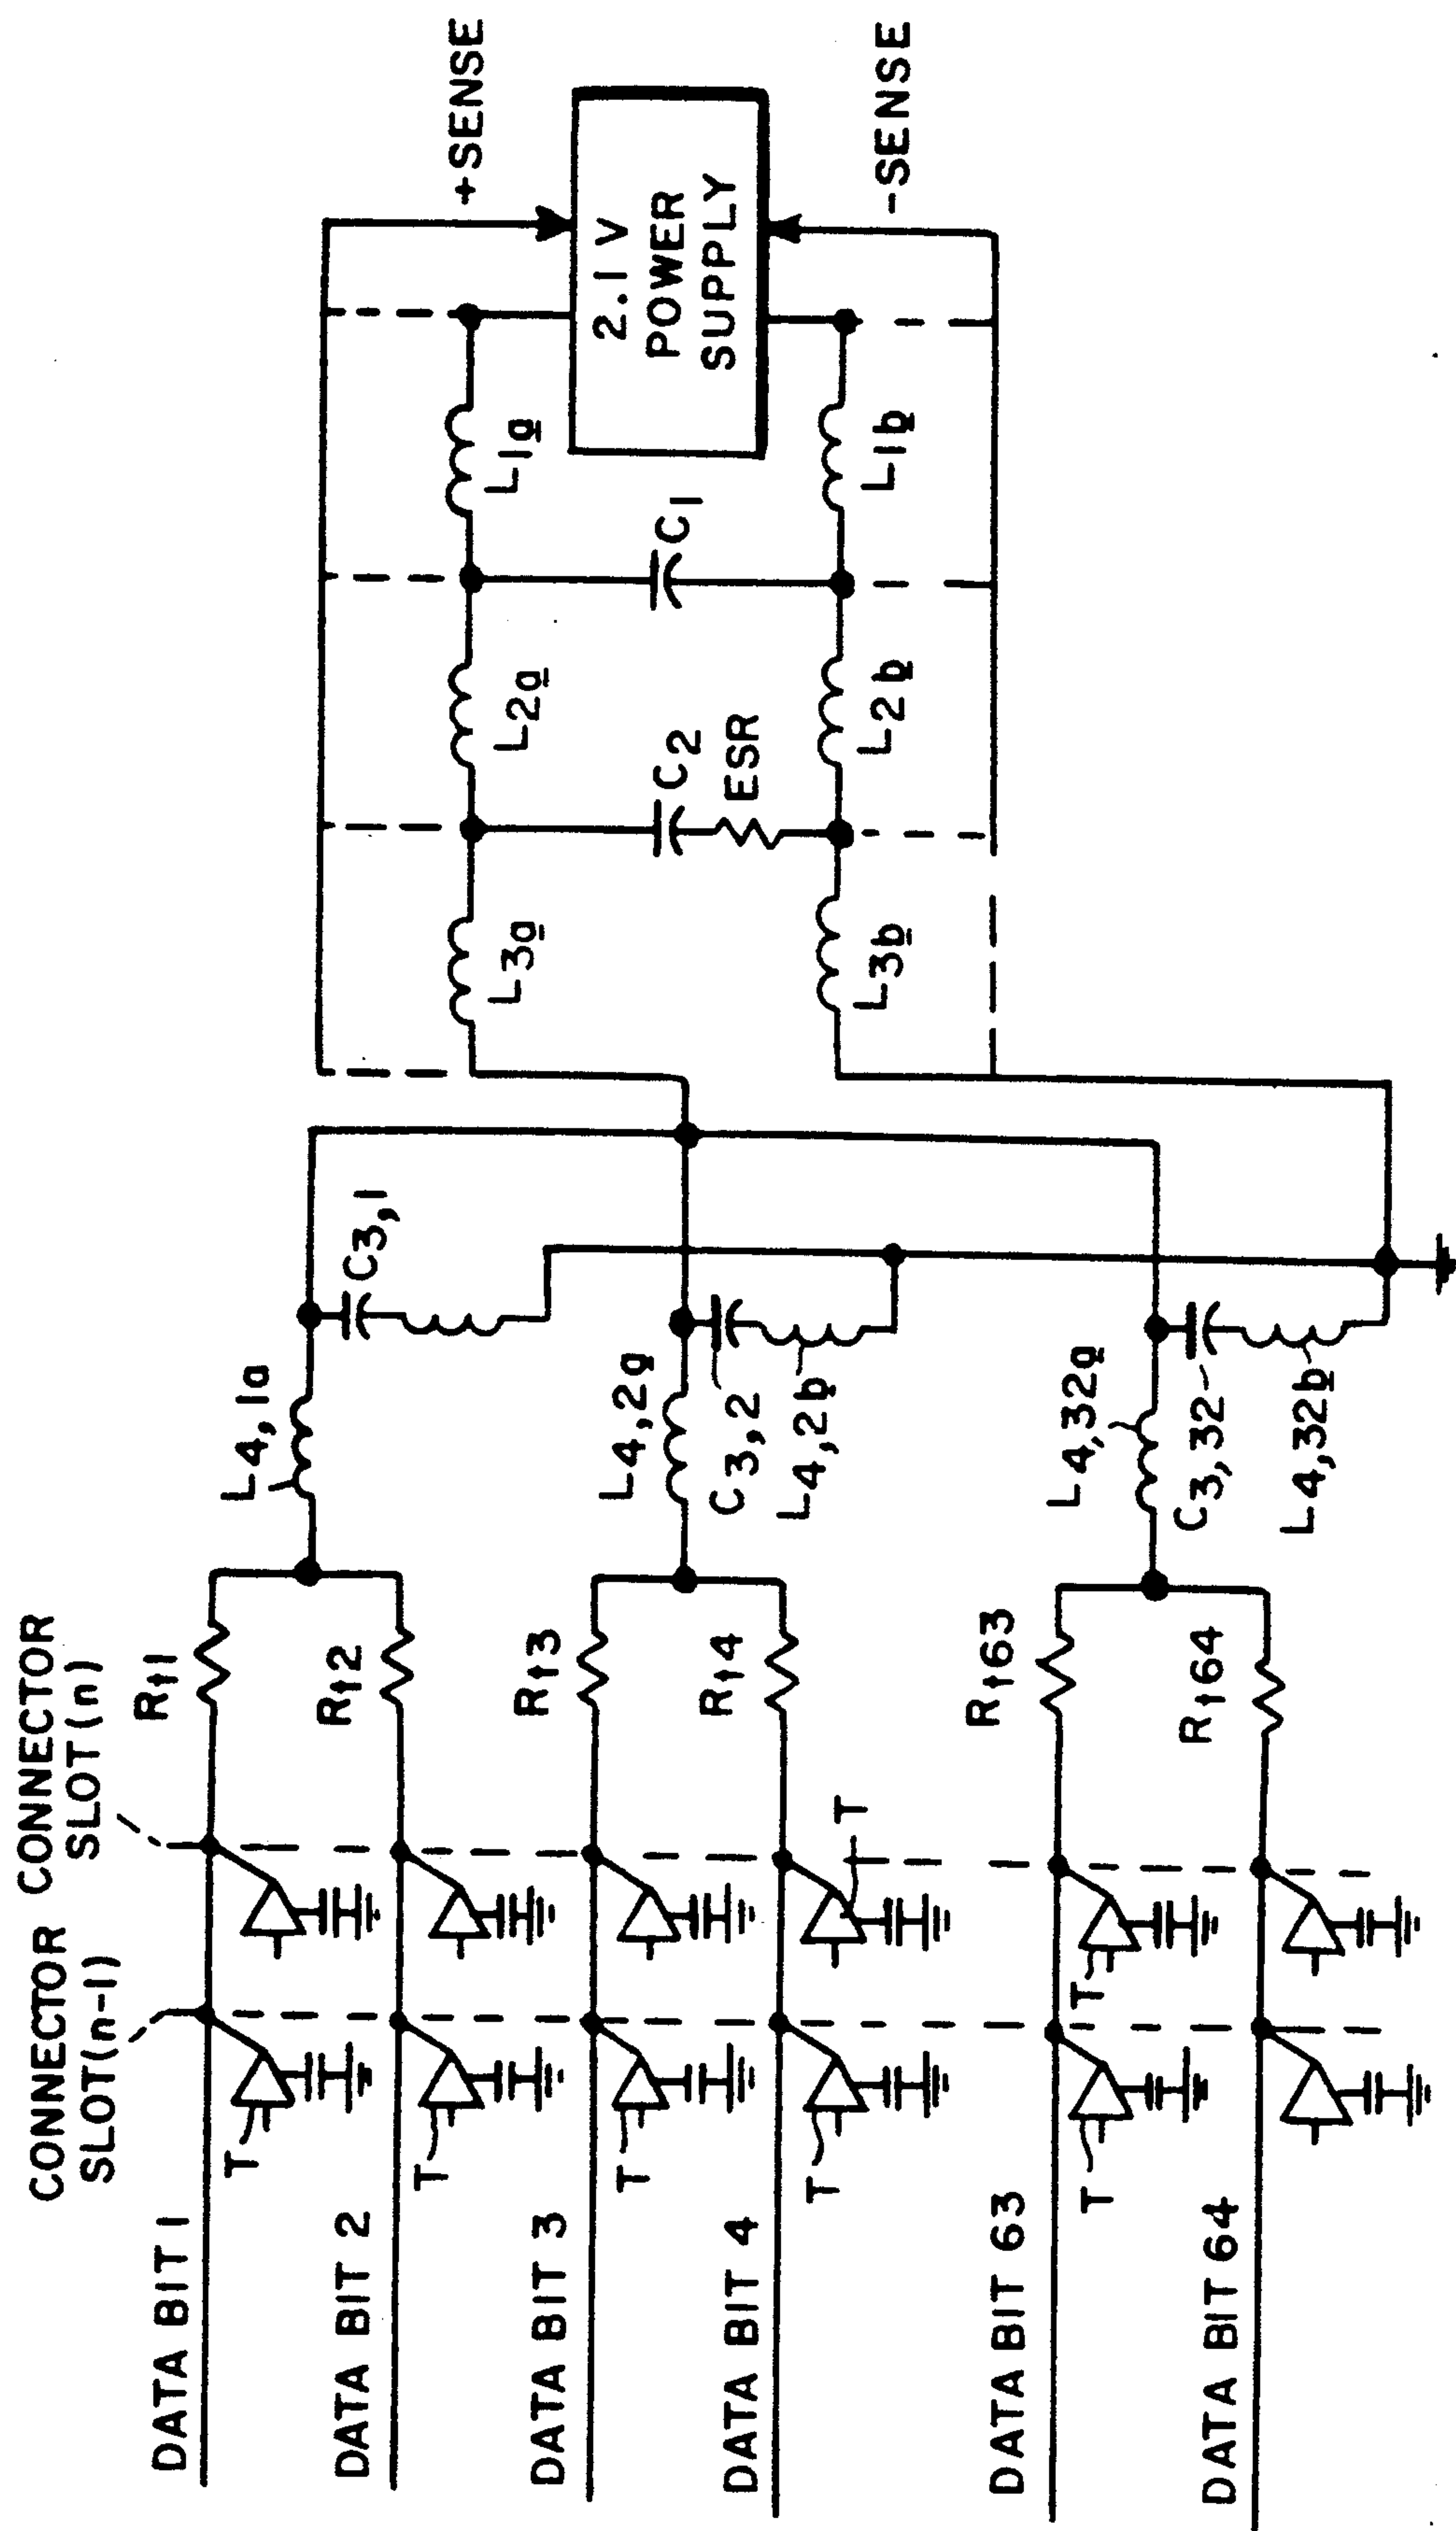 CONNECTOR
SLOT(n-1)
CONNECTOR
SLOT(n)
DATA BIT 1
T
Rt1
L4,1a
C3,1
DATA BIT 2
T
Rt2
DATA BIT 3
T
Rt3
L4,2a
C3,2
L4,2b
DATA BIT 4
T
T
Rt4
DATA BIT 63
T
T
Rt63
L4,32a
C3,32
L4,32b
DATA BIT 64
Rt64
L3a
L2a
L1a
+SENSE
C2
ESR
C1
2.1 V
POWER
SUPPLY
L3b
L2b
L1b
-SENSE